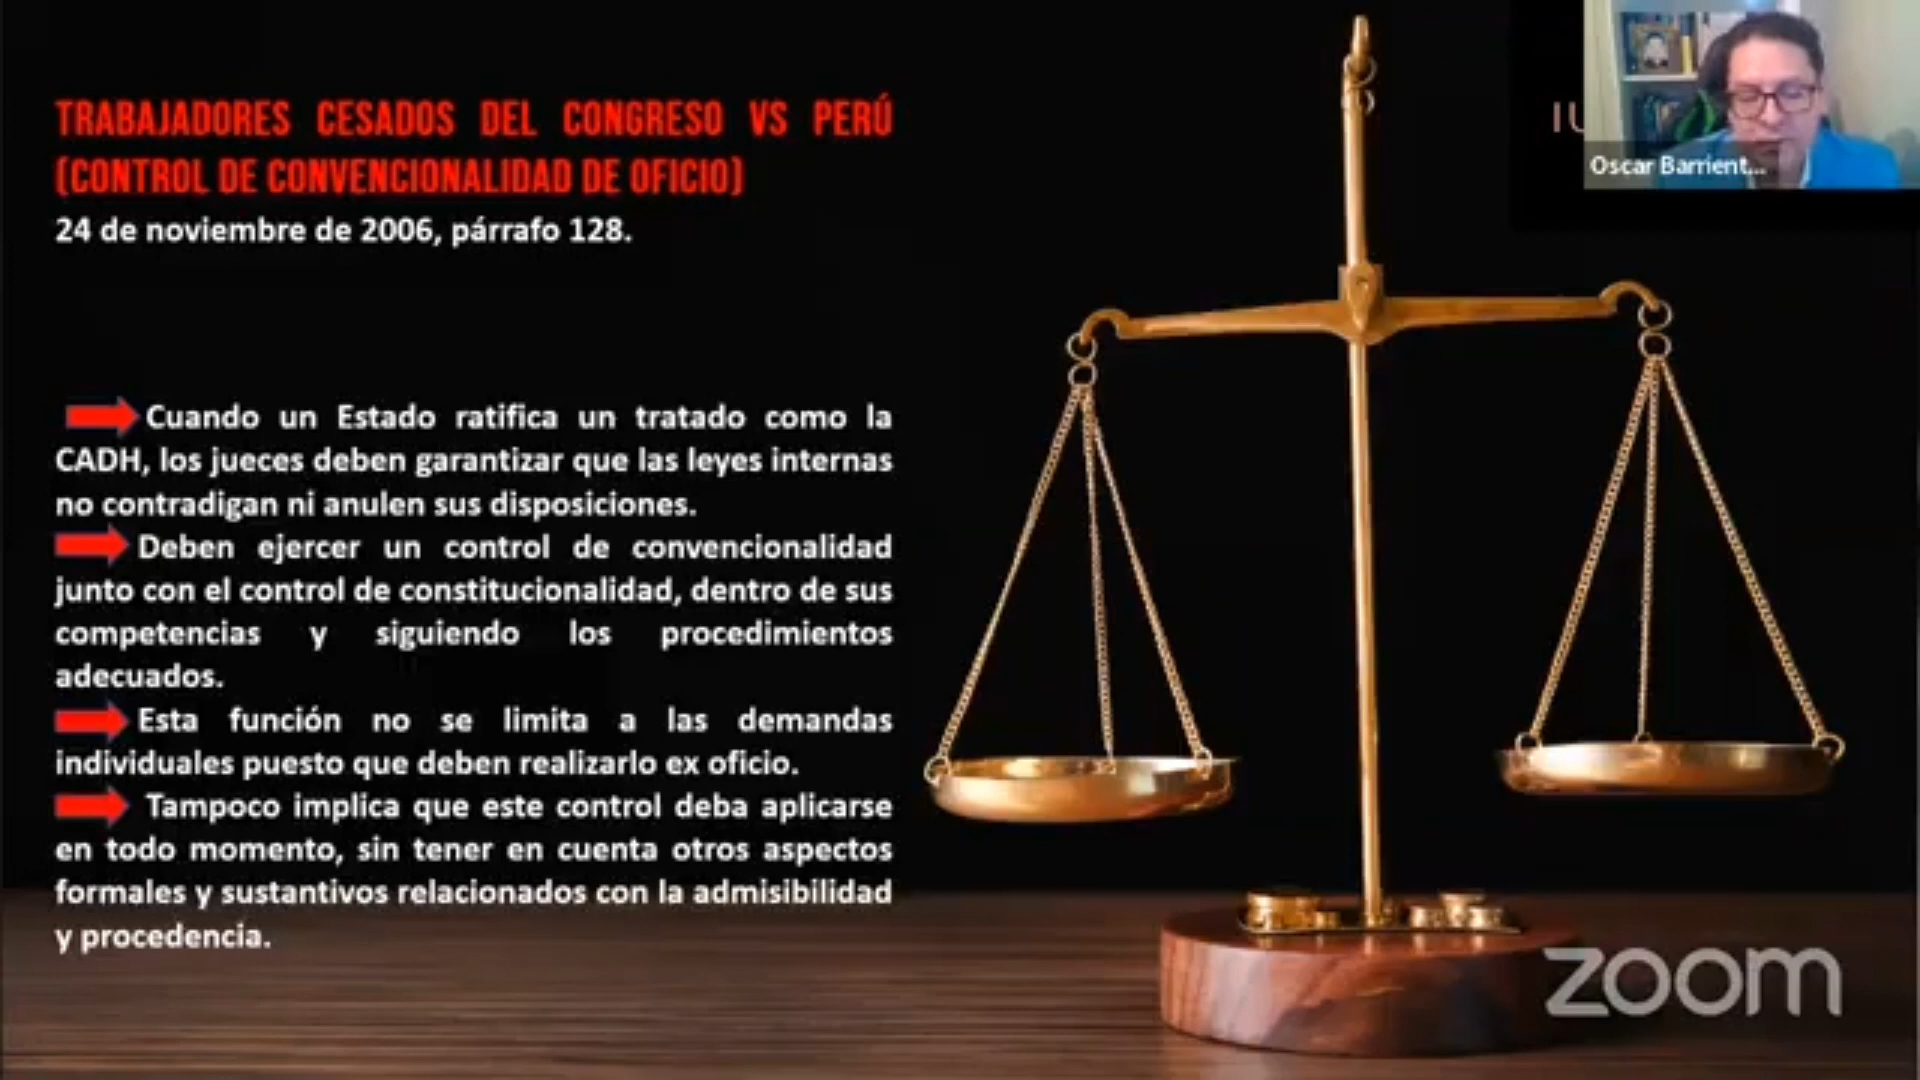 TRABAJADORES CESADOS DEL CONGRESO VS PERÚ
(CONTROL DE CONVENCIONALIDAD DE OFICIO)
24 de noviembre de 2006, párrafo 128.
Cuando un Estado ratifica un tratado como la
CADH, los jueces deben garantizar que las leyes internas
no contradigan ni anulen sus disposiciones.
Deben ejercer un control de convencionalidad
junto con el control de constitucionalidad, dentro de sus
competencias y siguiendo los procedimientos
adecuados.
Esta función no se limita a las demandas
individuales puesto que deben realizarlo ex oficio.
Tampoco implica que este control deba aplicarse
en todo momento, sin tener en cuenta otros aspectos
formales y sustantivos relacionados con la admisibilidad
y procedencia.
Oscar Barrient...
zoom